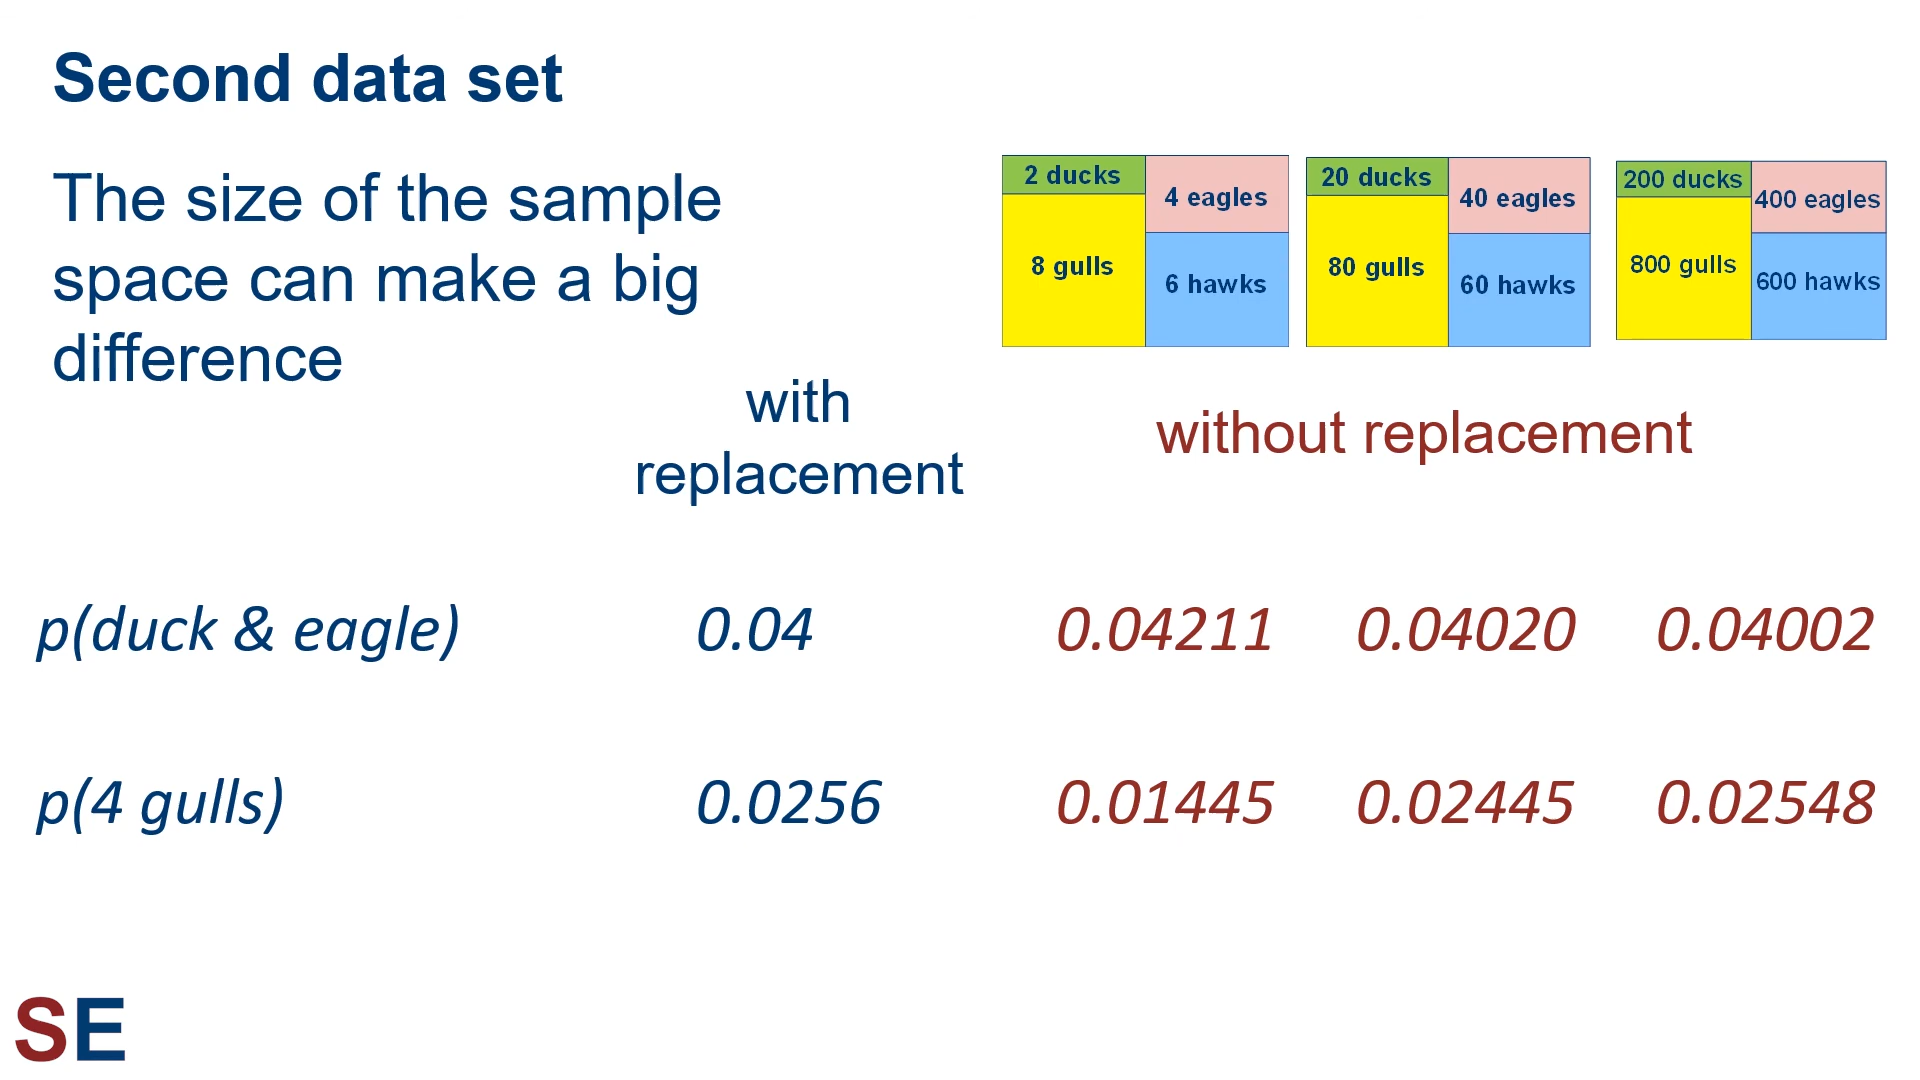 Second data set
The size of the sample
space can make a big
difference
2 ducks
4 eagles
8 gulls
6 hawks
20 ducks
40 eagles
80 gulls
60 hawks
200 ducks
400 eagles
800 gulls
600 hawks
with
replacement
without replacement
p(duck & eagle) 0.04 0.04211 0.04020 0.04002
p(4 gulls) 0.0256 0.01445 0.02445 0.02548
SE